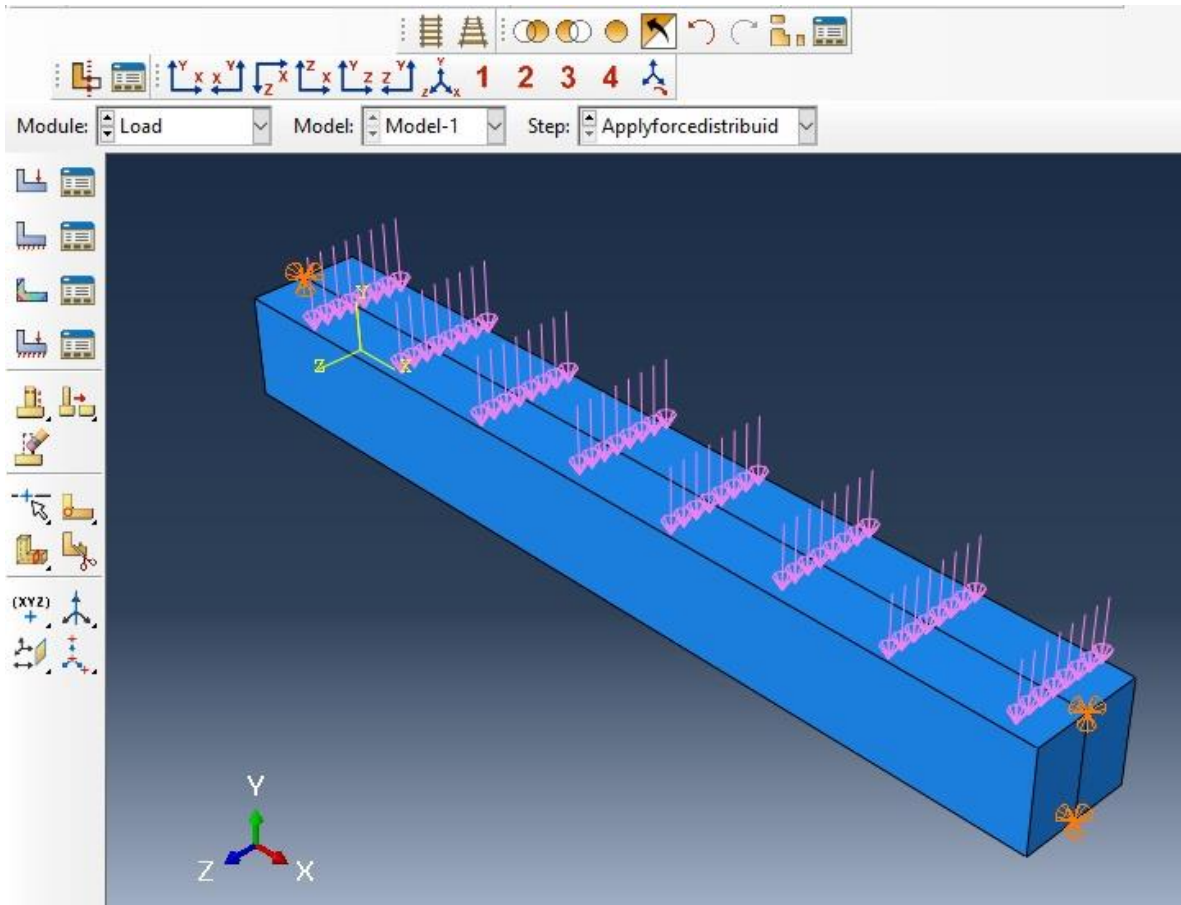 Y X X Y X Z Z X Y Z Z Y Y Z X 1 2 3 4
Module: Load Model: Model-1 Step: Applyforcedistribuid
(XYZ)
Y
Z X
Y
Z X